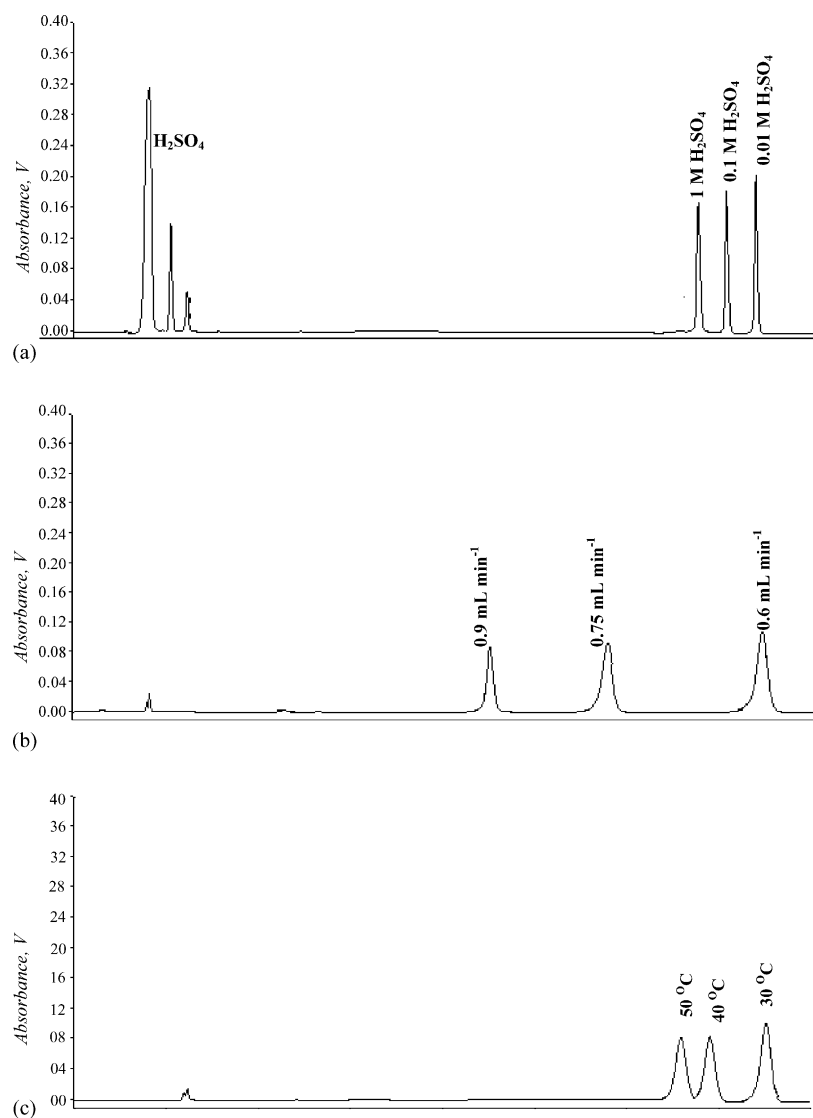 0.40
0.36
0.32
0.28
0.24
0.20
0.16
0.12
0.08
0.04
0.00
Absorbance, V
H₂SO₄
1 M H₂SO₄
0.1 M H₂SO₄
0.01 M H₂SO₄
(a)
0.40
0.36
0.32
0.28
0.24
0.20
0.16
0.12
0.08
0.04
0.00
Absorbance, V
0.9 mL min⁻¹
0.75 mL min⁻¹
0.6 mL min⁻¹
(b)
40
36
32
28
24
20
16
12
08
04
00
Absorbance, V
50 ᴼC
40 ᴼC
30 ᴼC
(c)